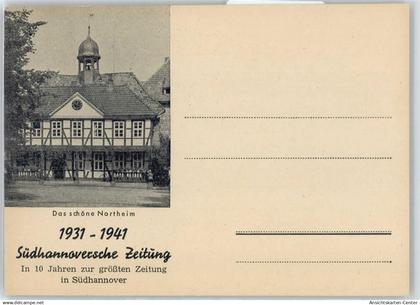 Das schöne Northeim
1931 - 1941
Südhannoversche Zeitung
In 10 Jahren zur größten Zeitung
in Südhannover
Ansichtskarten-Center